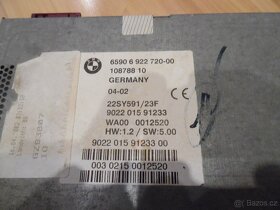 6590 6 922 720-00
108788 10
GERMANY
04-02
22SY591/23F
9022 015 91233
WA00 0012520
HW:1.2 / SW:5.00
9022 015 91233 00
003 0215 0012520
bazoš.cz